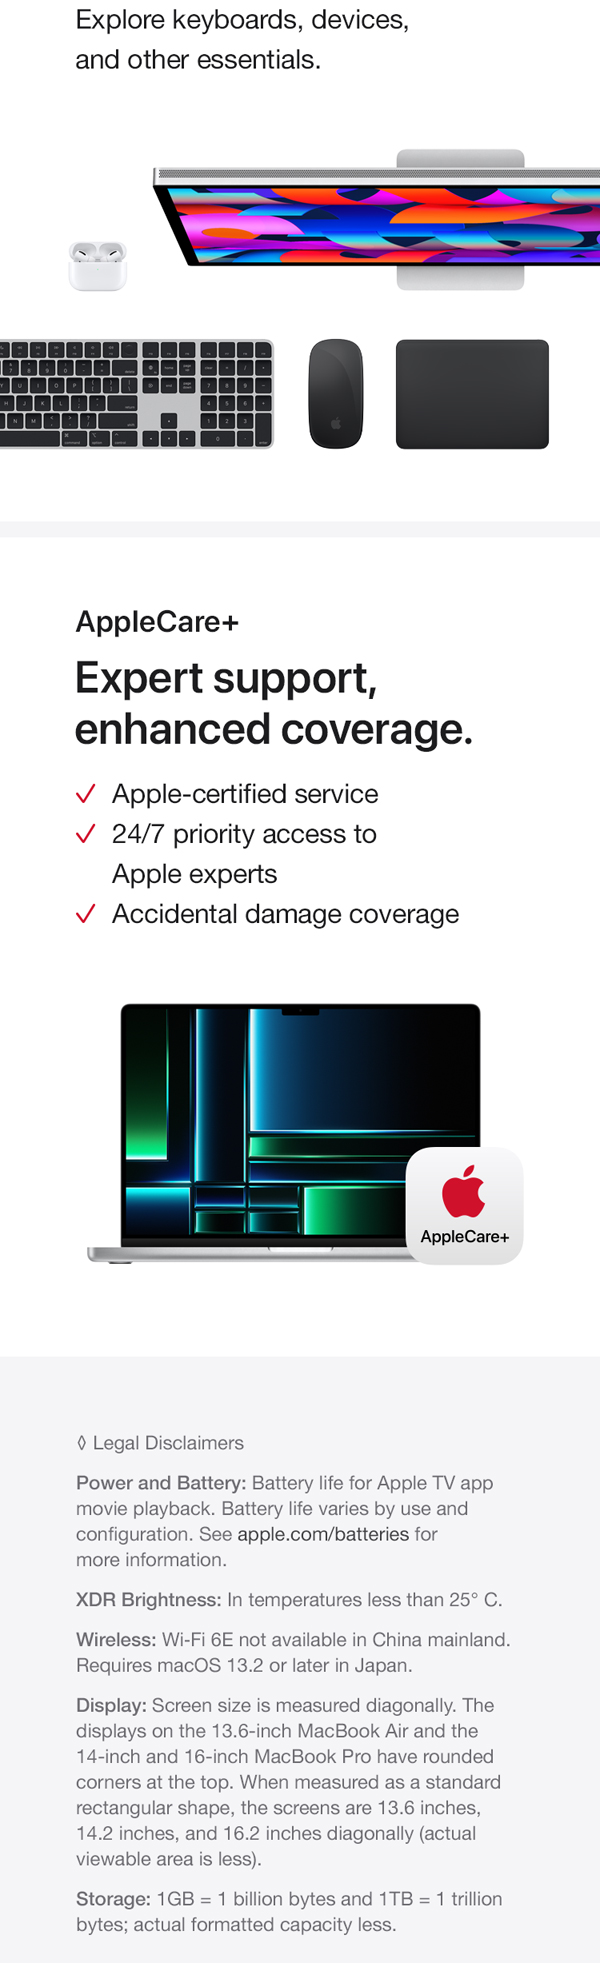 Explore keyboards, devices,
and other essentials.
AppleCare+
Expert support,
enhanced coverage.
Apple-certified service
24/7 priority access to
Apple experts
Accidental damage coverage
AppleCare+
◊ Legal Disclaimers
Power and Battery: Battery life for Apple TV app
movie playback. Battery life varies by use and
configuration. See apple.com/batteries for
more information.
XDR Brightness: In temperatures less than 25° C.
Wireless: Wi-Fi 6E not available in China mainland.
Requires macOS 13.2 or later in Japan.
Display: Screen size is measured diagonally. The
displays on the 13.6-inch MacBook Air and the
14-inch and 16-inch MacBook Pro have rounded
corners at the top. When measured as a standard
rectangular shape, the screens are 13.6 inches,
14.2 inches, and 16.2 inches diagonally (actual
viewable area is less).
Storage: 1GB = 1 billion bytes and 1TB = 1 trillion
bytes; actual formatted capacity less.